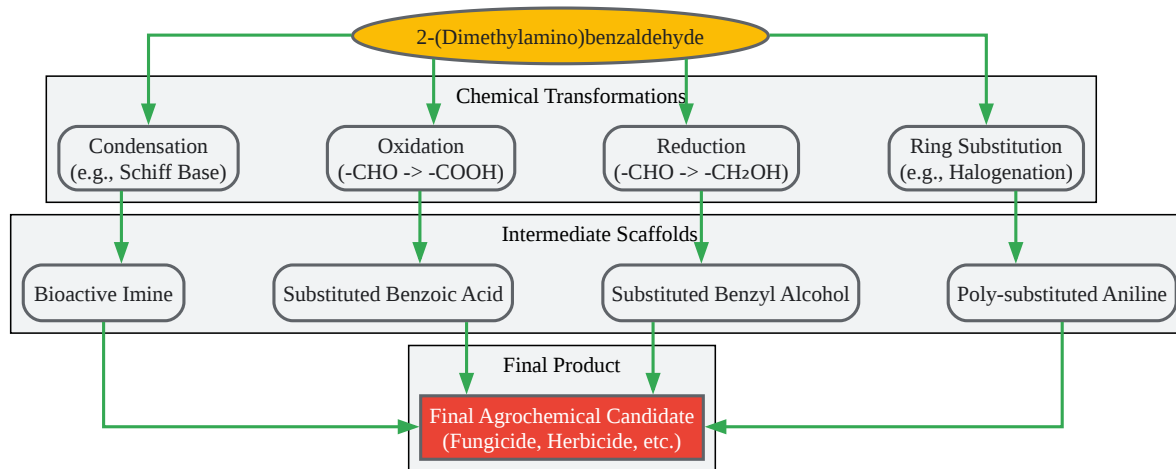 2-(Dimethylamino)benzaldehyde
Chemical Transformations
Condensation
(e.g., Schiff Base)
Oxidation
(-CHO -> -COOH)
Reduction
(-CHO -> -CH₂OH)
Ring Substitution
(e.g., Halogenation)
Intermediate Scaffolds
Bioactive Imine
Substituted Benzoic Acid
Substituted Benzyl Alcohol
Poly-substituted Aniline
Final Product
Final Agrochemical Candidate
(Fungicide, Herbicide, etc.)